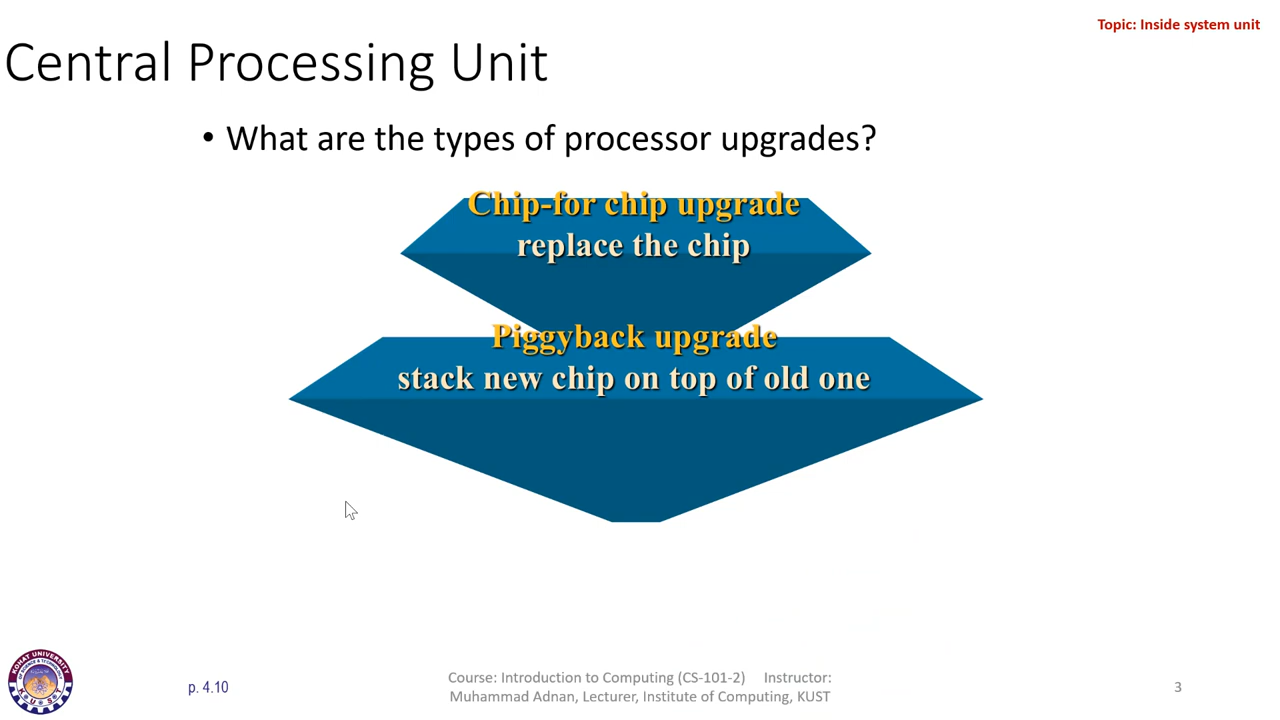 Topic: Inside system unit
Central Processing Unit
• What are the types of processor upgrades?
Chip-for chip upgrade
replace the chip
Piggyback upgrade
stack new chip on top of old one
p. 4.10
Course: Introduction to Computing (CS-101-2) Instructor:
Muhammad Adnan, Lecturer, Institute of Computing, KUST
3